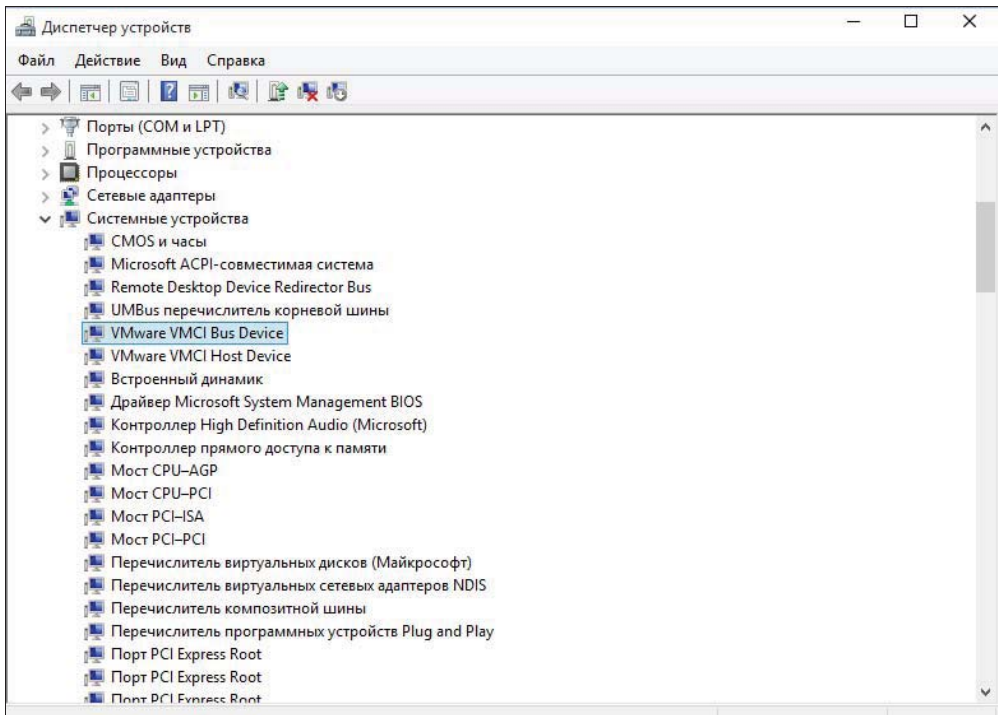 Диспетчер устройств
Файл Действие Вид Справка
Порты (COM и LPT)
Программные устройства
Процессоры
Сетевые адаптеры
Системные устройства
CMOS и часы
Microsoft ACPI-совместимая система
Remote Desktop Device Redirector Bus
UMBus перечислитель корневой шины
VMware VMCI Bus Device
VMware VMCI Host Device
Встроенный динамик
Драйвер Microsoft System Management BIOS
Контроллер High Definition Audio (Microsoft)
Контроллер прямого доступа к памяти
Мост CPU–AGP
Мост CPU–PCI
Мост PCI–ISA
Мост PCI–PCI
Перечислитель виртуальных дисков (Майкрософт)
Перечислитель виртуальных сетевых адаптеров NDIS
Перечислитель композитной шины
Перечислитель программных устройств Plug and Play
Порт PCI Express Root
Порт PCI Express Root
Порт PCI Express Root